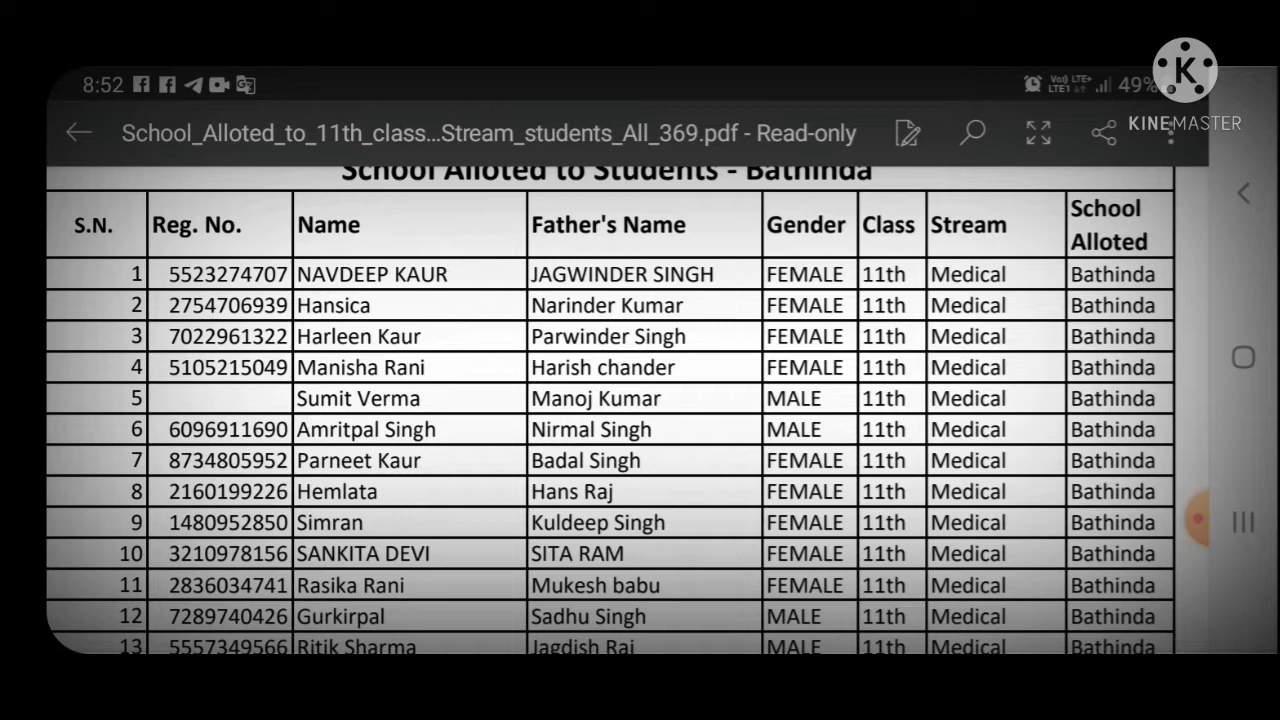 8:52
Vo) LTE+
LTE1
49%
KINEMASTER
School_Alloted_to_11th_class...Stream_students_All_369.pdf - Read-only
School Alloted to Students - Bathinda
S.N. Reg. No. Name Father's Name Gender Class Stream School Alloted
1 5523274707 NAVDEEP KAUR JAGWINDER SINGH FEMALE 11th Medical Bathinda
2 2754706939 Hansica Narinder Kumar FEMALE 11th Medical Bathinda
3 7022961322 Harleen Kaur Parwinder Singh FEMALE 11th Medical Bathinda
4 5105215049 Manisha Rani Harish chander FEMALE 11th Medical Bathinda
5 Sumit Verma Manoj Kumar MALE 11th Medical Bathinda
6 6096911690 Amritpal Singh Nirmal Singh MALE 11th Medical Bathinda
7 8734805952 Parneet Kaur Badal Singh FEMALE 11th Medical Bathinda
8 2160199226 Hemlata Hans Raj FEMALE 11th Medical Bathinda
9 1480952850 Simran Kuldeep Singh FEMALE 11th Medical Bathinda
10 3210978156 SANKITA DEVI SITA RAM FEMALE 11th Medical Bathinda
11 2836034741 Rasika Rani Mukesh babu FEMALE 11th Medical Bathinda
12 7289740426 Gurkirpal Sadhu Singh MALE 11th Medical Bathinda
13 5557349566 Ritik Sharma Jagdish Raj MALE 11th Medical Bathinda